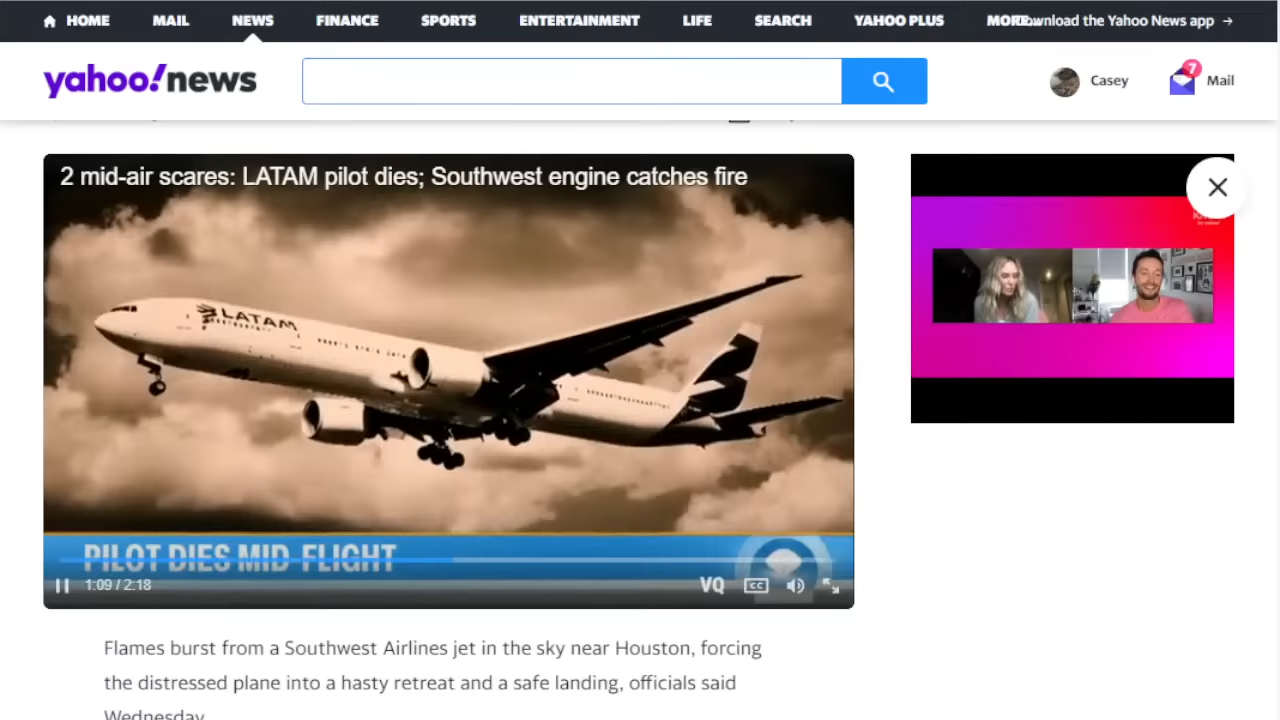 HOME MAIL NEWS FINANCE SPORTS ENTERTAINMENT LIFE SEARCH YAHOO PLUS MORE... ownload the Yahoo News app →
yahoo!news
Casey
7
Mail
2 mid-air scares: LATAM pilot dies; Southwest engine catches fire
LATAM
PILOT DIES MID-FLIGHT
1:09 / 2:18
VQ
CC
Flames burst from a Southwest Airlines jet in the sky near Houston, forcing
the distressed plane into a hasty retreat and a safe landing, officials said
Wednesday